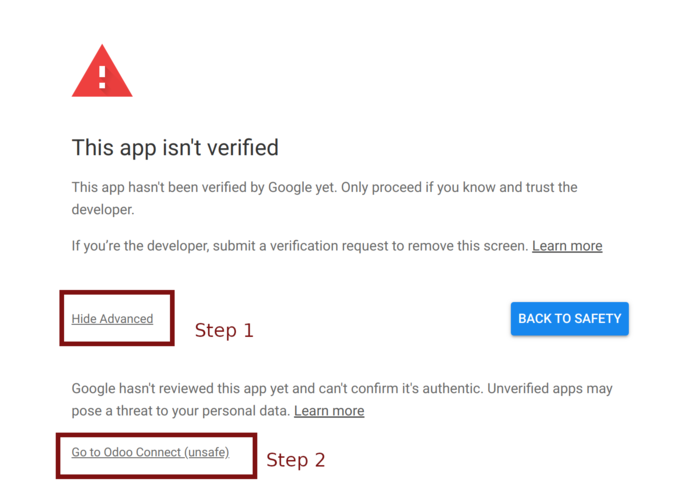 This app isn't verified
This app hasn't been verified by Google yet. Only proceed if you know and trust the
developer.
If you’re the developer, submit a verification request to remove this screen. Learn more
Hide Advanced
Step 1
BACK TO SAFETY
Google hasn't reviewed this app yet and can't confirm it's authentic. Unverified apps may
pose a threat to your personal data. Learn more
Go to Odoo Connect (unsafe)
Step 2